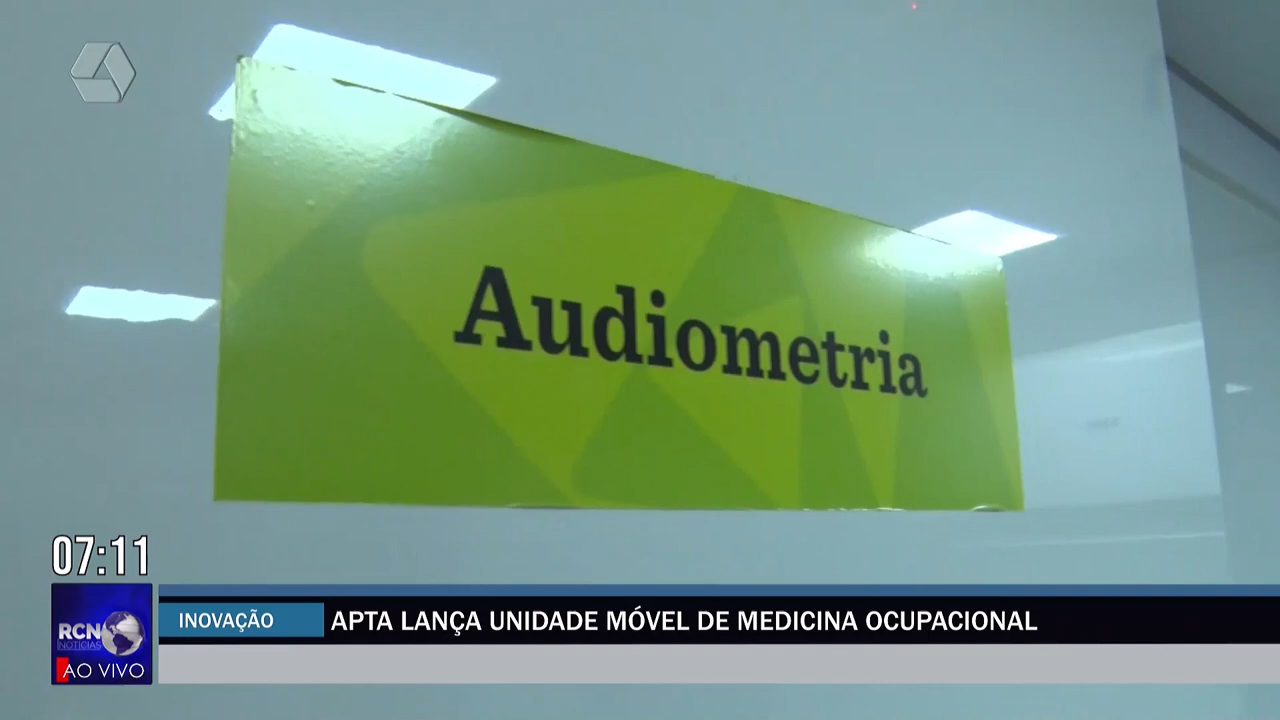 Audiometria
07:11
INOVAÇÃO
APTA LANÇA UNIDADE MÓVEL DE MEDICINA OCUPACIONAL
RCN
NOTÍCIAS
AO VIVO